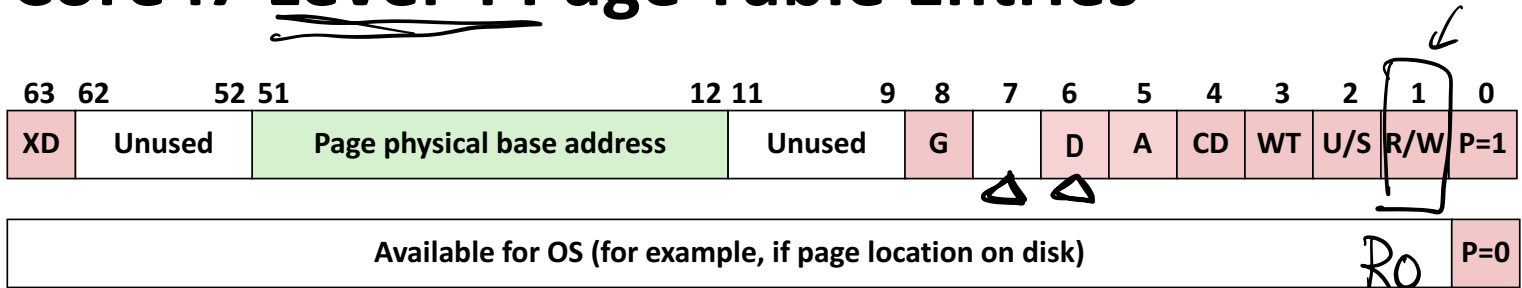 Core i7 Level 4 Page Table Entries
63 62 52 51 12 11 9 8 7 6 5 4 3 2 1 0
XD Unused Page physical base address Unused G D A CD WT U/S R/W P=1
Available for OS (for example, if page location on disk) RO P=0